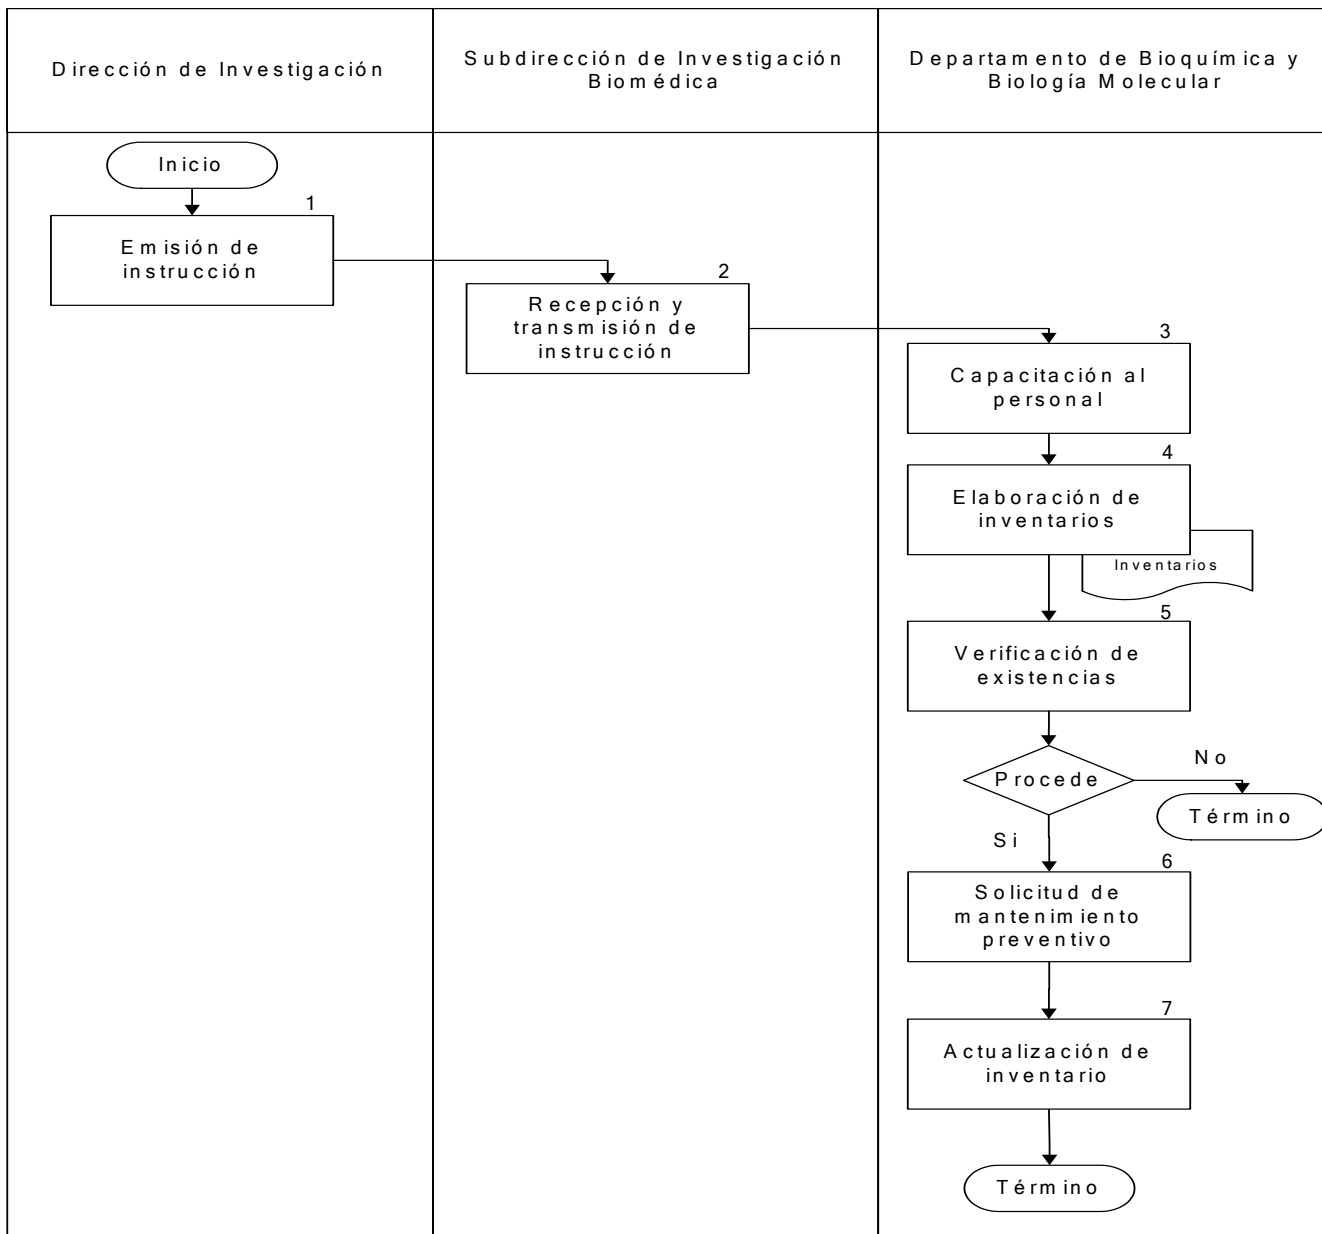 Dirección de Investigación
Subdirección de Investigación
Biomédica
Departamento de Bioquímica y
Biología Molecular
Inicio
1
Emisión de
instrucción
2
Recepción y
transmisión de
instrucción
3
Capacitación al
personal
4
Elaboración de
inventarios
Inventarios
5
Verificación de
existencias
Procede
No
Término
Si
6
Solicitud de
mantenimiento
preventivo
7
Actualización de
inventario
Término